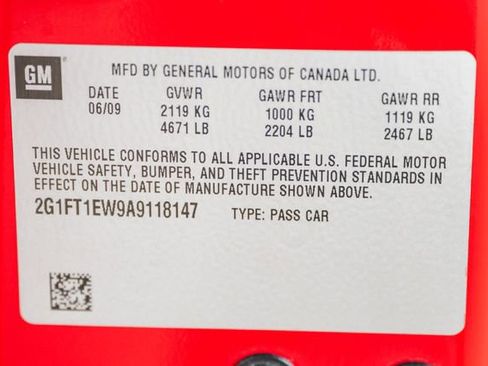 GM
MFD BY GENERAL MOTORS OF CANADA LTD.
DATE GVWR GAWR FRT GAWR RR
06/09 2119 KG 1000 KG 1119 KG
4671 LB 2204 LB 2467 LB
THIS VEHICLE CONFORMS TO ALL APPLICABLE U.S. FEDERAL MOTOR
VEHICLE SAFETY, BUMPER, AND THEFT PREVENTION STANDARDS IN
EFFECT ON THE DATE OF MANUFACTURE SHOWN ABOVE.
2G1FT1EW9A9118147 TYPE: PASS CAR